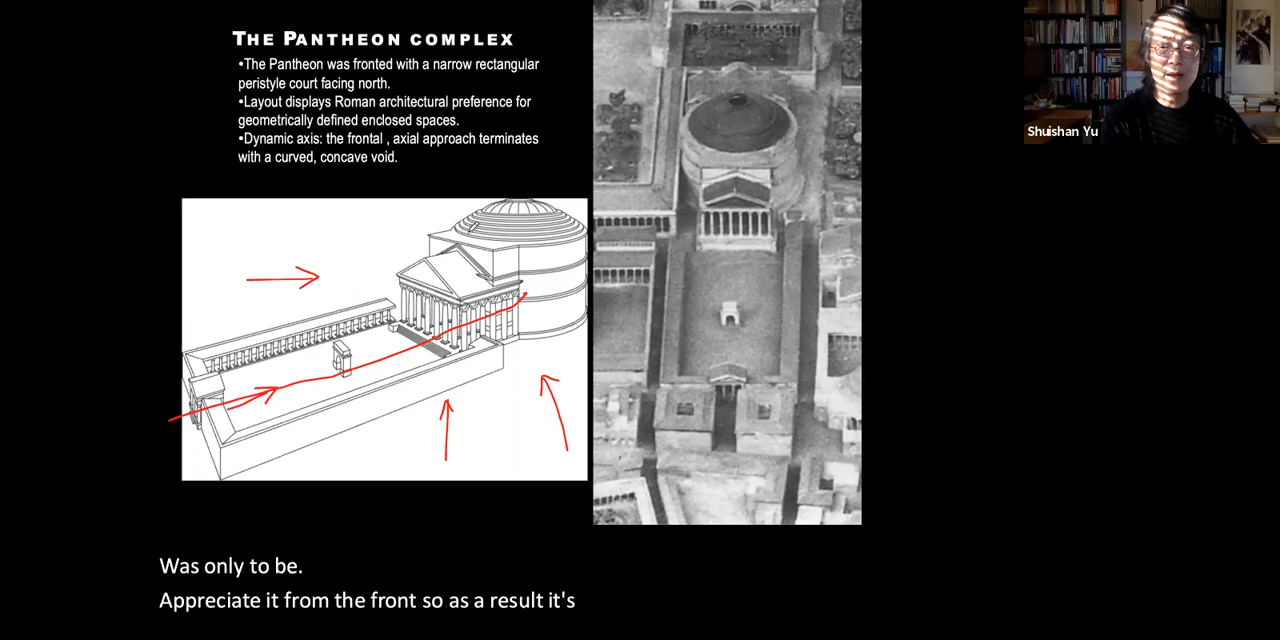 THE PANTHEON COMPLEX
•The Pantheon was fronted with a narrow rectangular
peristyle court facing north.
•Layout displays Roman architectural preference for
geometrically defined enclosed spaces.
•Dynamic axis: the frontal , axial approach terminates
with a curved, concave void.
Shuishan Yu
Was only to be.
Appreciate it from the front so as a result it's